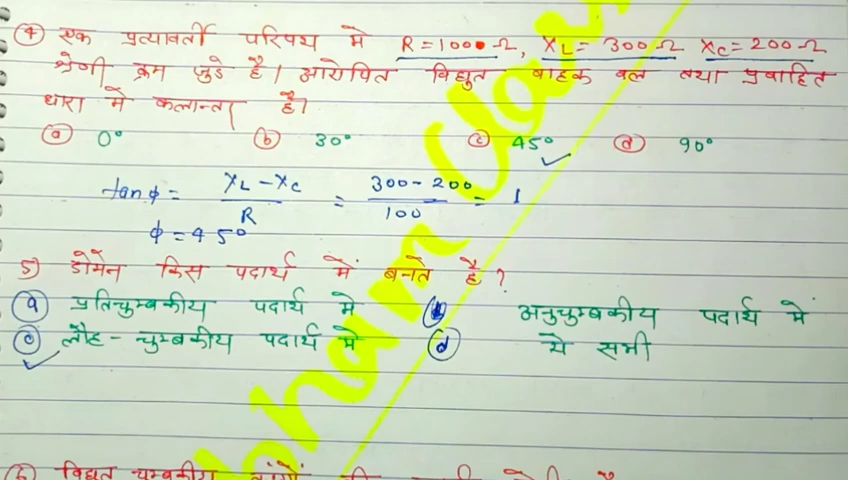 ④ एक प्रत्यावर्ती परिपथ में R = 100 Ω, XL = 300 Ω XC = 200 Ω
श्रेणी क्रम जुडे है। आरोपित विद्युत वाहक वल तथा प्रवाहित
धारा मे कलान्तर है।
ⓐ 0° ⓑ 30° ⓒ 45° ⓓ 90°
tanϕ = XL - XC / R = 300 - 200 / 100 = 1
ϕ = 45°
5) डोमेन किस पदार्थ में बनते है ?
ⓐ प्रतिचुम्बकीय पदार्थ मे अनुचुम्बकीय पदार्थ में
ⓒ लौह - चुम्बकीय पदार्थ मे ⓓ ये सभी
विद्युत चुम्बकीय